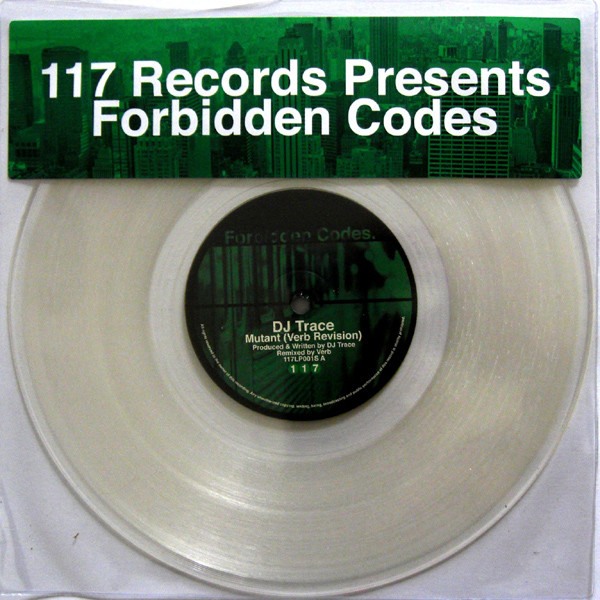 117 Records Presents
Forbidden Codes
Forbidden Codes.
DJ Trace
Mutant (Verb Revision)
Produced & Written by DJ Trace
Remixed by Verb
117LP001S A
117